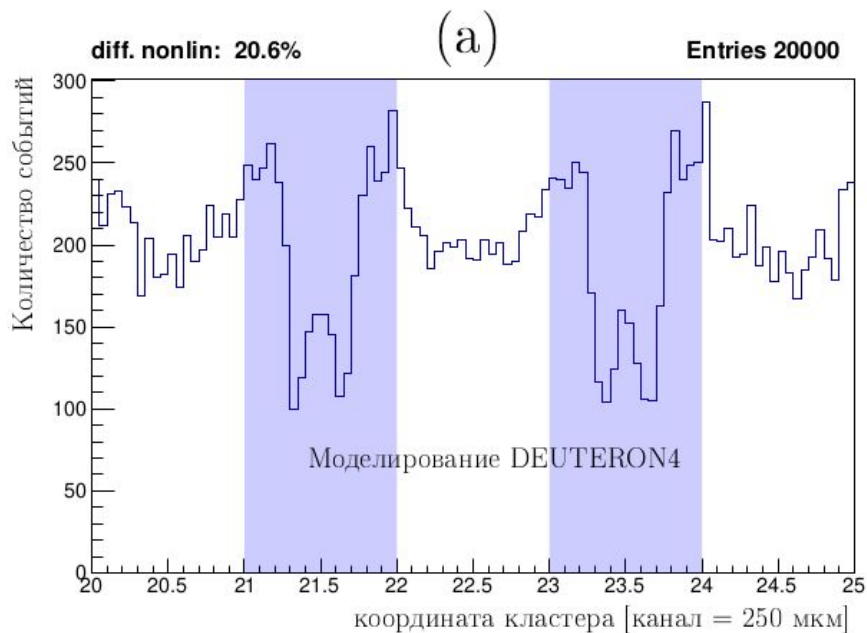 (a)
diff. nonlin: 20.6%
Entries 20000
Количество событий
300
250
200
150
100
50
0
Моделирование DEUTERON4
20 20.5 21 21.5 22 22.5 23 23.5 24 24.5 25
координата кластера [канал = 250 мкм]